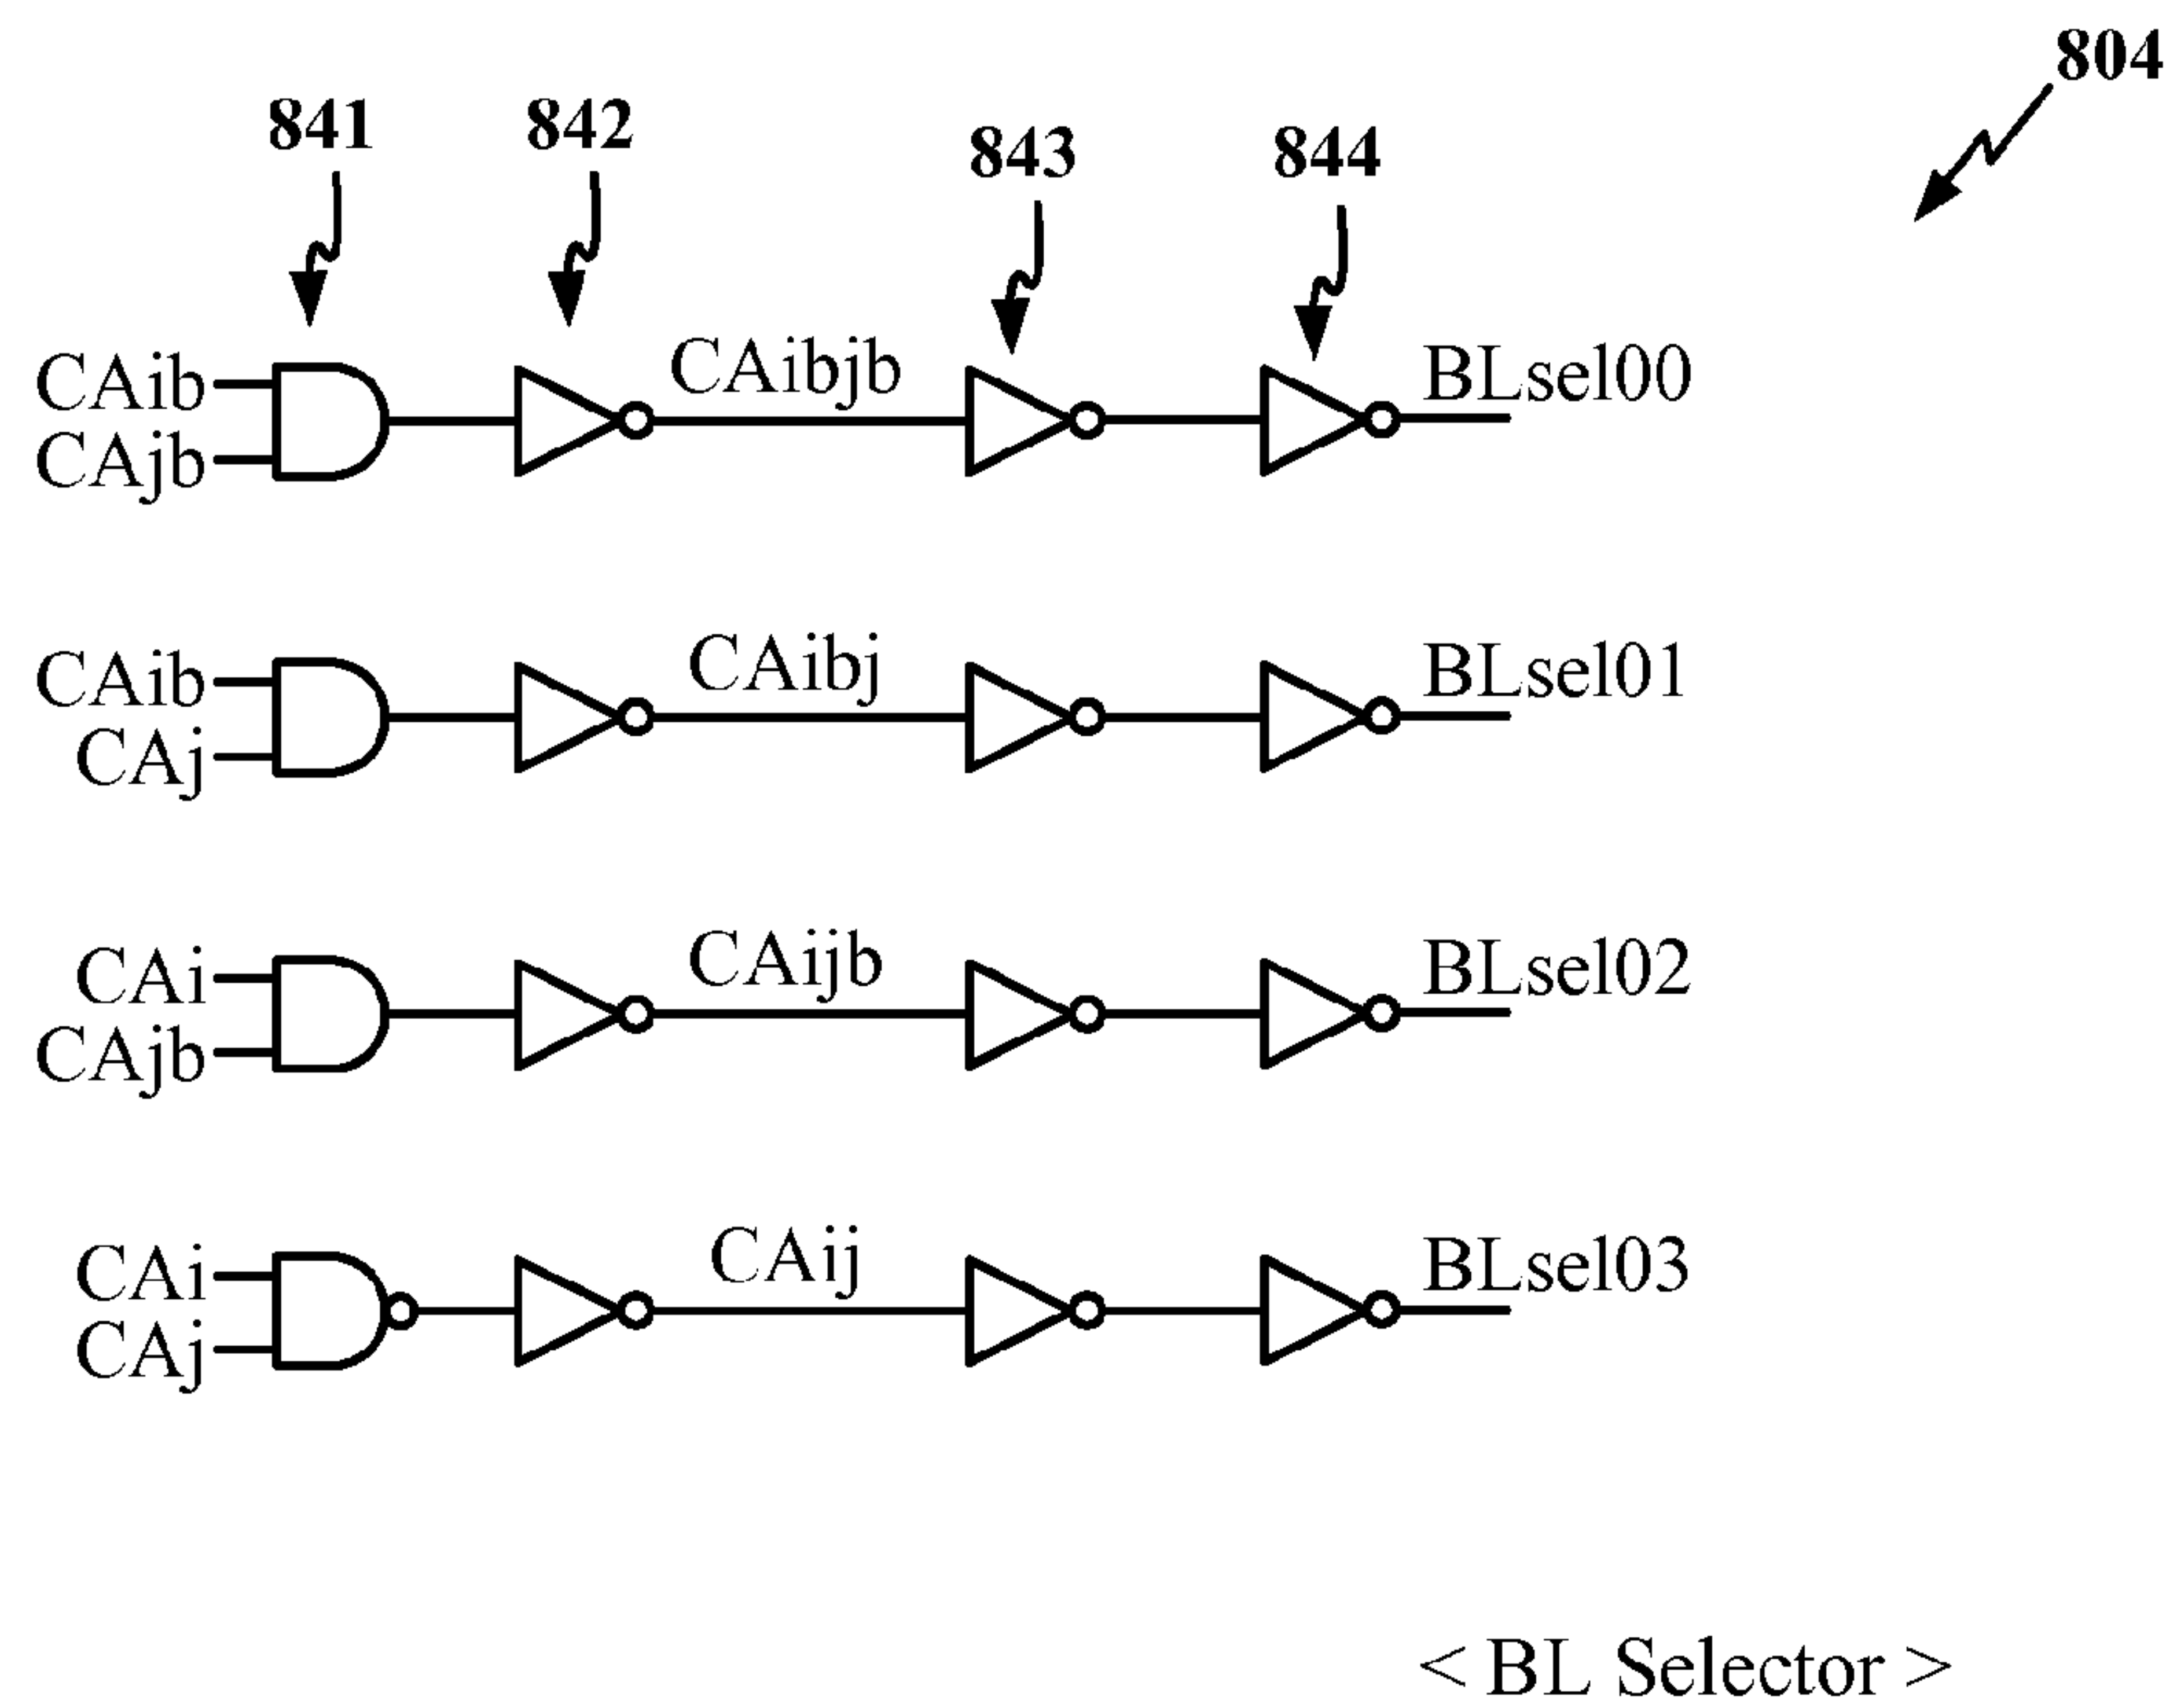 804
841 842 843 844
CAib CAibjb BLsel00
CAjb
CAib CAibj BLsel01
CAj
CAi CAijb BLsel02
CAjb
CAi CAij BLsel03
CAj
< BL Selector >